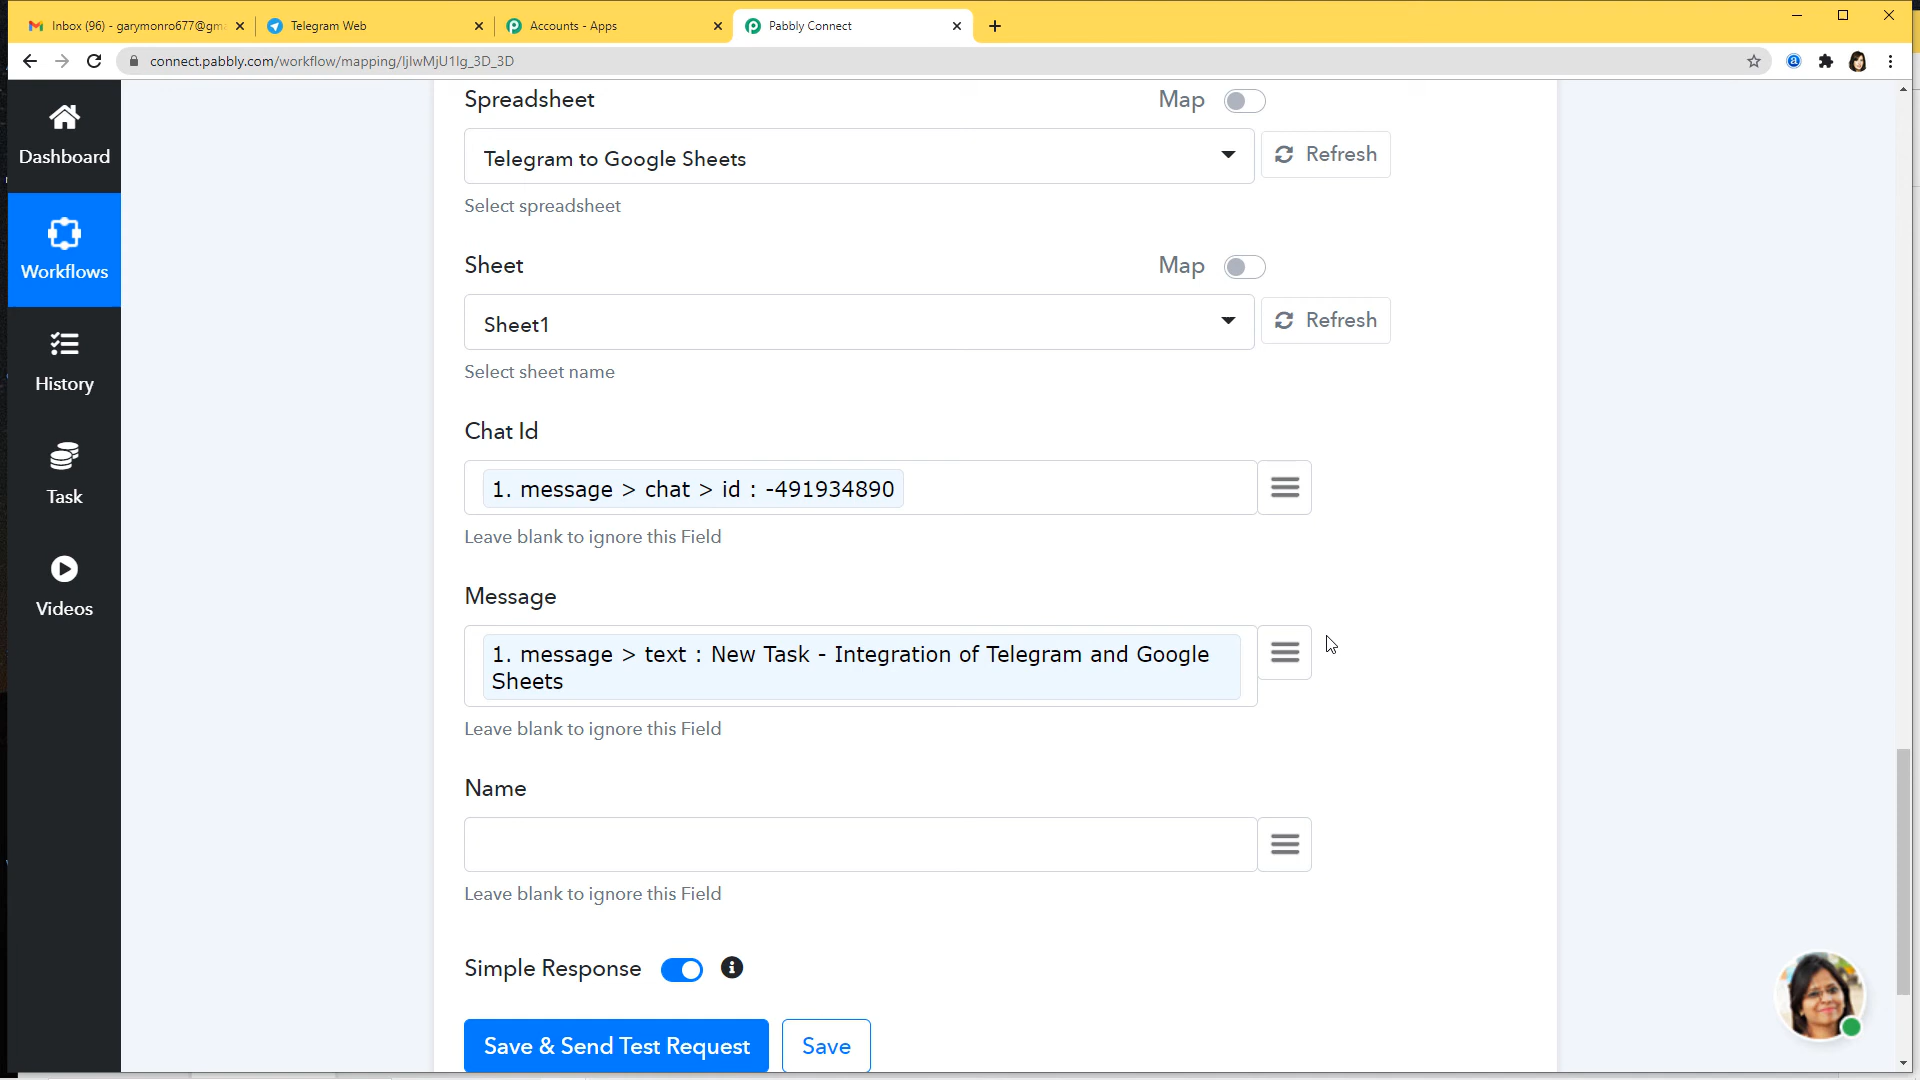 Inbox (96) - garymonro677@gm
Telegram Web
Accounts - Apps
Pabbly Connect
connect.pabbly.com/workflow/mapping/IjIwMjU1Ig_3D_3D
Dashboard
Workflows
History
Task
Videos
Spreadsheet
Map
Telegram to Google Sheets
Refresh
Select spreadsheet
Sheet
Map
Sheet1
Refresh
Select sheet name
Chat Id
1. message > chat > id : -491934890
Leave blank to ignore this Field
Message
1. message > text : New Task - Integration of Telegram and Google
Sheets
Leave blank to ignore this Field
Name
Leave blank to ignore this Field
Simple Response
Save & Send Test Request
Save